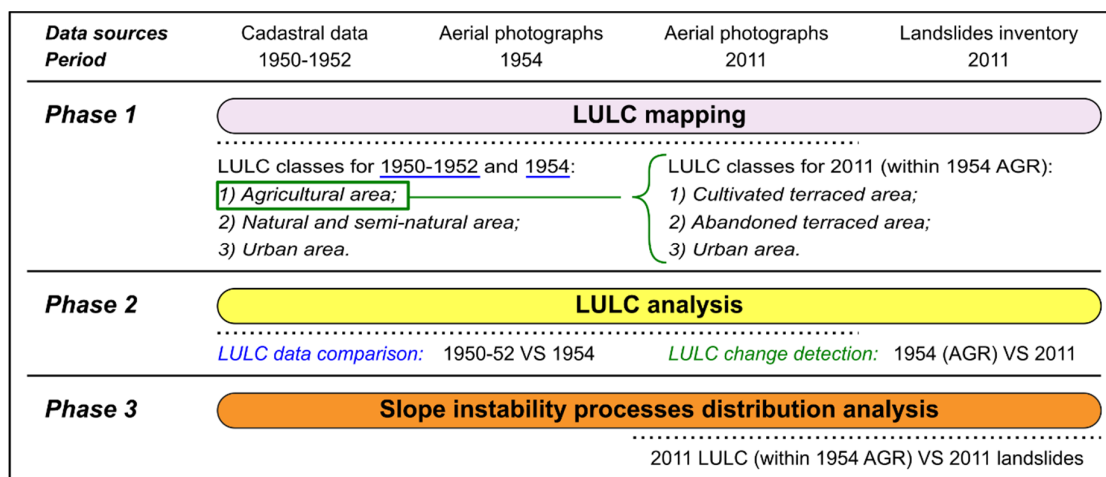 Data sources Cadastral data Aerial photographs Aerial photographs Landslides inventory
Period 1950-1952 1954 2011 2011
Phase 1 LULC mapping
LULC classes for 1950-1952 and 1954: LULC classes for 2011 (within 1954 AGR):
1) Agricultural area; 1) Cultivated terraced area;
2) Natural and semi-natural area; 2) Abandoned terraced area;
3) Urban area. 3) Urban area.
Phase 2 LULC analysis
LULC data comparison: 1950-52 VS 1954 LULC change detection: 1954 (AGR) VS 2011
Phase 3 Slope instability processes distribution analysis
2011 LULC (within 1954 AGR) VS 2011 landslides